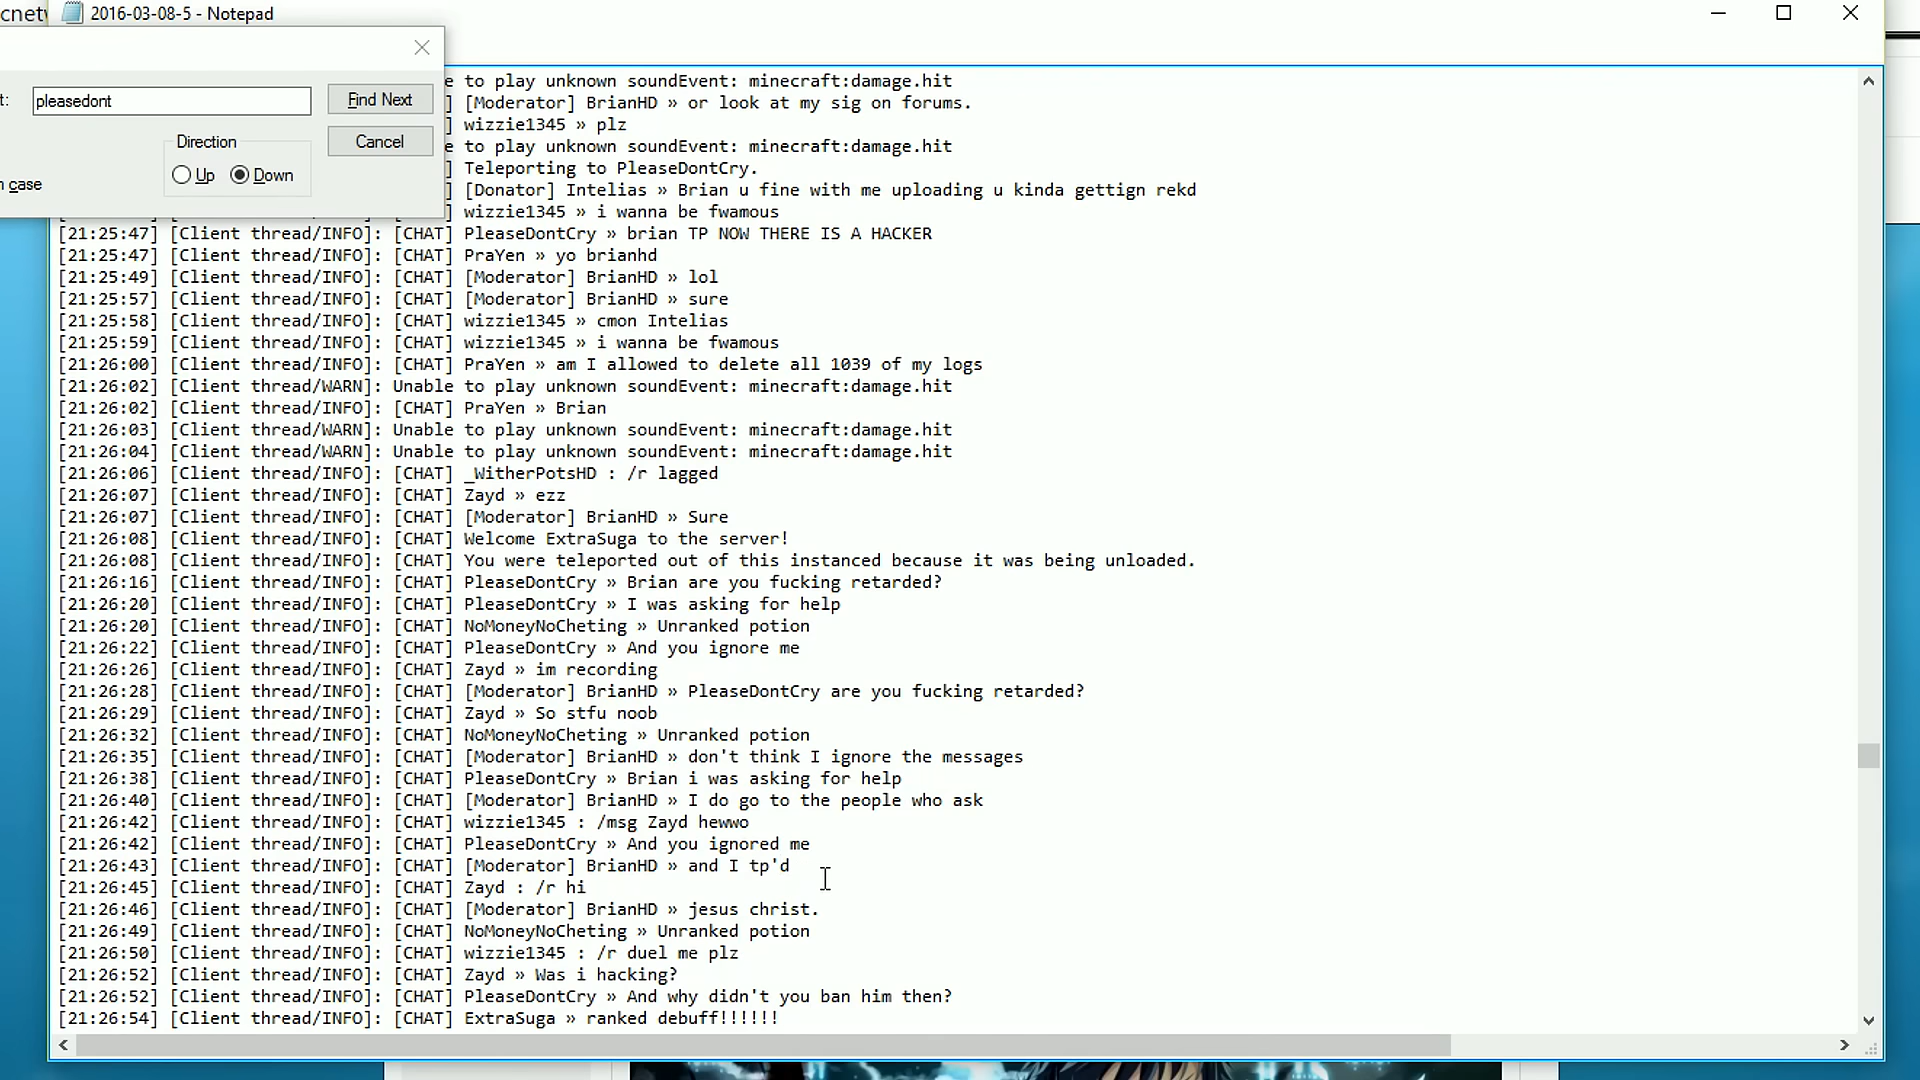 2016-03-08-5 - Notepad
pleasedont
Find Next
Cancel
Direction
Up
Down
case
to play unknown soundEvent: minecraft:damage.hit
[Moderator] BrianHD » or look at my sig on forums.
wizzie1345 » plz
to play unknown soundEvent: minecraft:damage.hit
Teleporting to PleaseDontCry.
[Donator] Intelias » Brian u fine with me uploading u kinda gettign rekd
wizzie1345 » i wanna be fwamous
[21:25:47] [Client thread/INFO]: [CHAT] PleaseDontCry » brian TP NOW THERE IS A HACKER
[21:25:47] [Client thread/INFO]: [CHAT] PraYen » yo brianhd
[21:25:49] [Client thread/INFO]: [CHAT] [Moderator] BrianHD » lol
[21:25:57] [Client thread/INFO]: [CHAT] [Moderator] BrianHD » sure
[21:25:58] [Client thread/INFO]: [CHAT] wizzie1345 » cmon Intelias
[21:25:59] [Client thread/INFO]: [CHAT] wizzie1345 » i wanna be fwamous
[21:26:00] [Client thread/INFO]: [CHAT] PraYen » am I allowed to delete all 1039 of my logs
[21:26:02] [Client thread/WARN]: Unable to play unknown soundEvent: minecraft:damage.hit
[21:26:02] [Client thread/INFO]: [CHAT] PraYen » Brian
[21:26:03] [Client thread/WARN]: Unable to play unknown soundEvent: minecraft:damage.hit
[21:26:04] [Client thread/WARN]: Unable to play unknown soundEvent: minecraft:damage.hit
[21:26:06] [Client thread/INFO]: [CHAT] _WitherPotsHD : /r lagged
[21:26:07] [Client thread/INFO]: [CHAT] Zayd » ezz
[21:26:07] [Client thread/INFO]: [CHAT] [Moderator] BrianHD » Sure
[21:26:08] [Client thread/INFO]: [CHAT] Welcome ExtraSuga to the server!
[21:26:08] [Client thread/INFO]: [CHAT] You were teleported out of this instanced because it was being unloaded.
[21:26:16] [Client thread/INFO]: [CHAT] PleaseDontCry » Brian are you fucking retarded?
[21:26:20] [Client thread/INFO]: [CHAT] PleaseDontCry » I was asking for help
[21:26:20] [Client thread/INFO]: [CHAT] NoMoneyNoCheting » Unranked potion
[21:26:22] [Client thread/INFO]: [CHAT] PleaseDontCry » And you ignore me
[21:26:26] [Client thread/INFO]: [CHAT] Zayd » im recording
[21:26:28] [Client thread/INFO]: [CHAT] [Moderator] BrianHD » PleaseDontCry are you fucking retarded?
[21:26:29] [Client thread/INFO]: [CHAT] Zayd » So stfu noob
[21:26:32] [Client thread/INFO]: [CHAT] NoMoneyNoCheting » Unranked potion
[21:26:35] [Client thread/INFO]: [CHAT] [Moderator] BrianHD » don't think I ignore the messages
[21:26:38] [Client thread/INFO]: [CHAT] PleaseDontCry » Brian i was asking for help
[21:26:40] [Client thread/INFO]: [CHAT] [Moderator] BrianHD » I do go to the people who ask
[21:26:42] [Client thread/INFO]: [CHAT] wizzie1345 : /msg Zayd hewwo
[21:26:42] [Client thread/INFO]: [CHAT] PleaseDontCry » And you ignored me
[21:26:43] [Client thread/INFO]: [CHAT] [Moderator] BrianHD » and I tp'd
[21:26:45] [Client thread/INFO]: [CHAT] Zayd : /r hi
[21:26:46] [Client thread/INFO]: [CHAT] [Moderator] BrianHD » jesus christ.
[21:26:49] [Client thread/INFO]: [CHAT] NoMoneyNoCheting » Unranked potion
[21:26:50] [Client thread/INFO]: [CHAT] wizzie1345 : /r duel me plz
[21:26:52] [Client thread/INFO]: [CHAT] Zayd » Was i hacking?
[21:26:52] [Client thread/INFO]: [CHAT] PleaseDontCry » And why didn't you ban him then?
[21:26:54] [Client thread/INFO]: [CHAT] ExtraSuga » ranked debuff!!!!!!